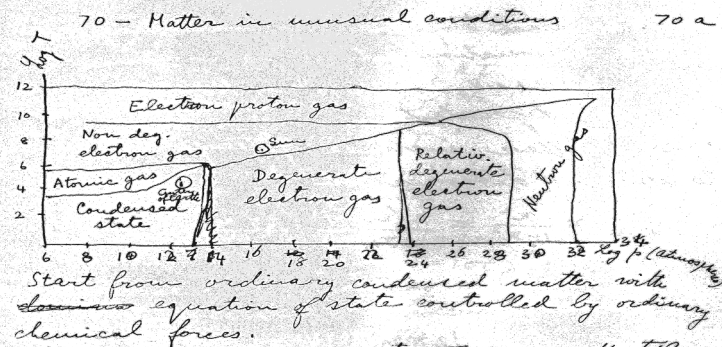 70 - Matter in unusual conditions 70 a
log T
12
Electron proton gas
10
Non deg.
electron gas
Sun
8
6
Atomic gas
Degenerate
electron gas
Relativ.
degenerate
electron
gas
Neutron gas
4
Center of earth
Condensed
state
2
6 8 10 12 14 16 18 20 22 24 26 28 30 32 34 log p (atmospheres)
Start from ordinary condensed matter with
equation of state controlled by ordinary
chemical forces.